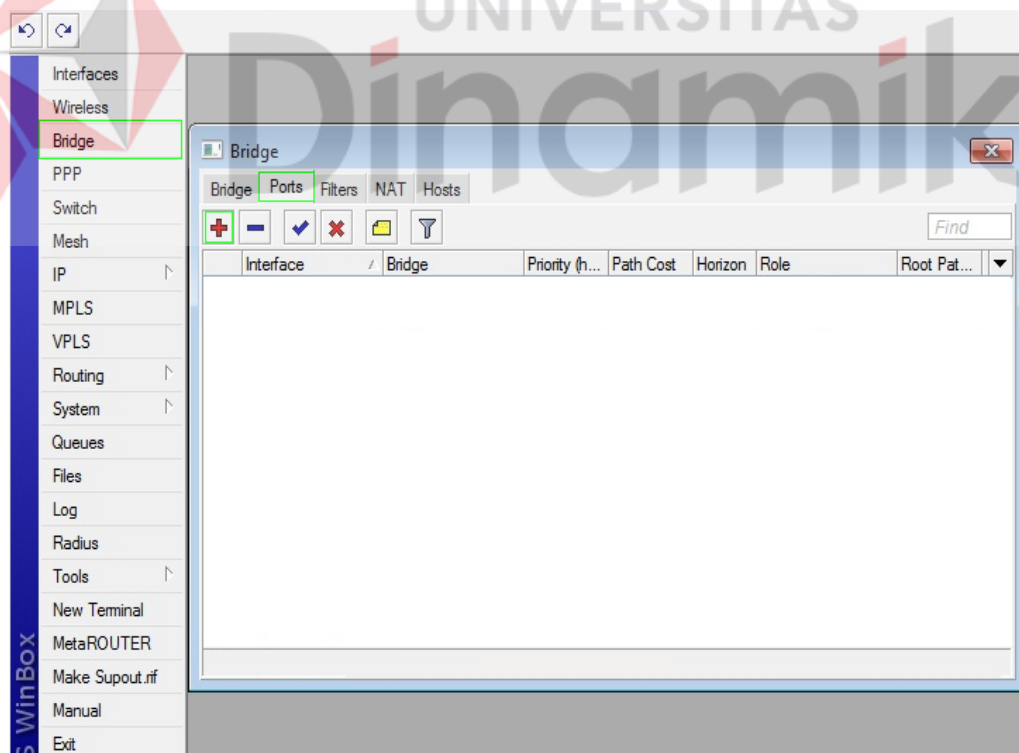 UNIVERSITAS
Dinamik
Interfaces
Wireless
Bridge
PPP
Switch
Mesh
IP
MPLS
VPLS
Routing
System
Queues
Files
Log
Radius
Tools
New Terminal
MetaROUTER
Make Supout.rif
Manual
Exit
WinBox
Bridge
Bridge Ports Filters NAT Hosts
Find
Interface Bridge Priority (h... Path Cost Horizon Role Root Pat...